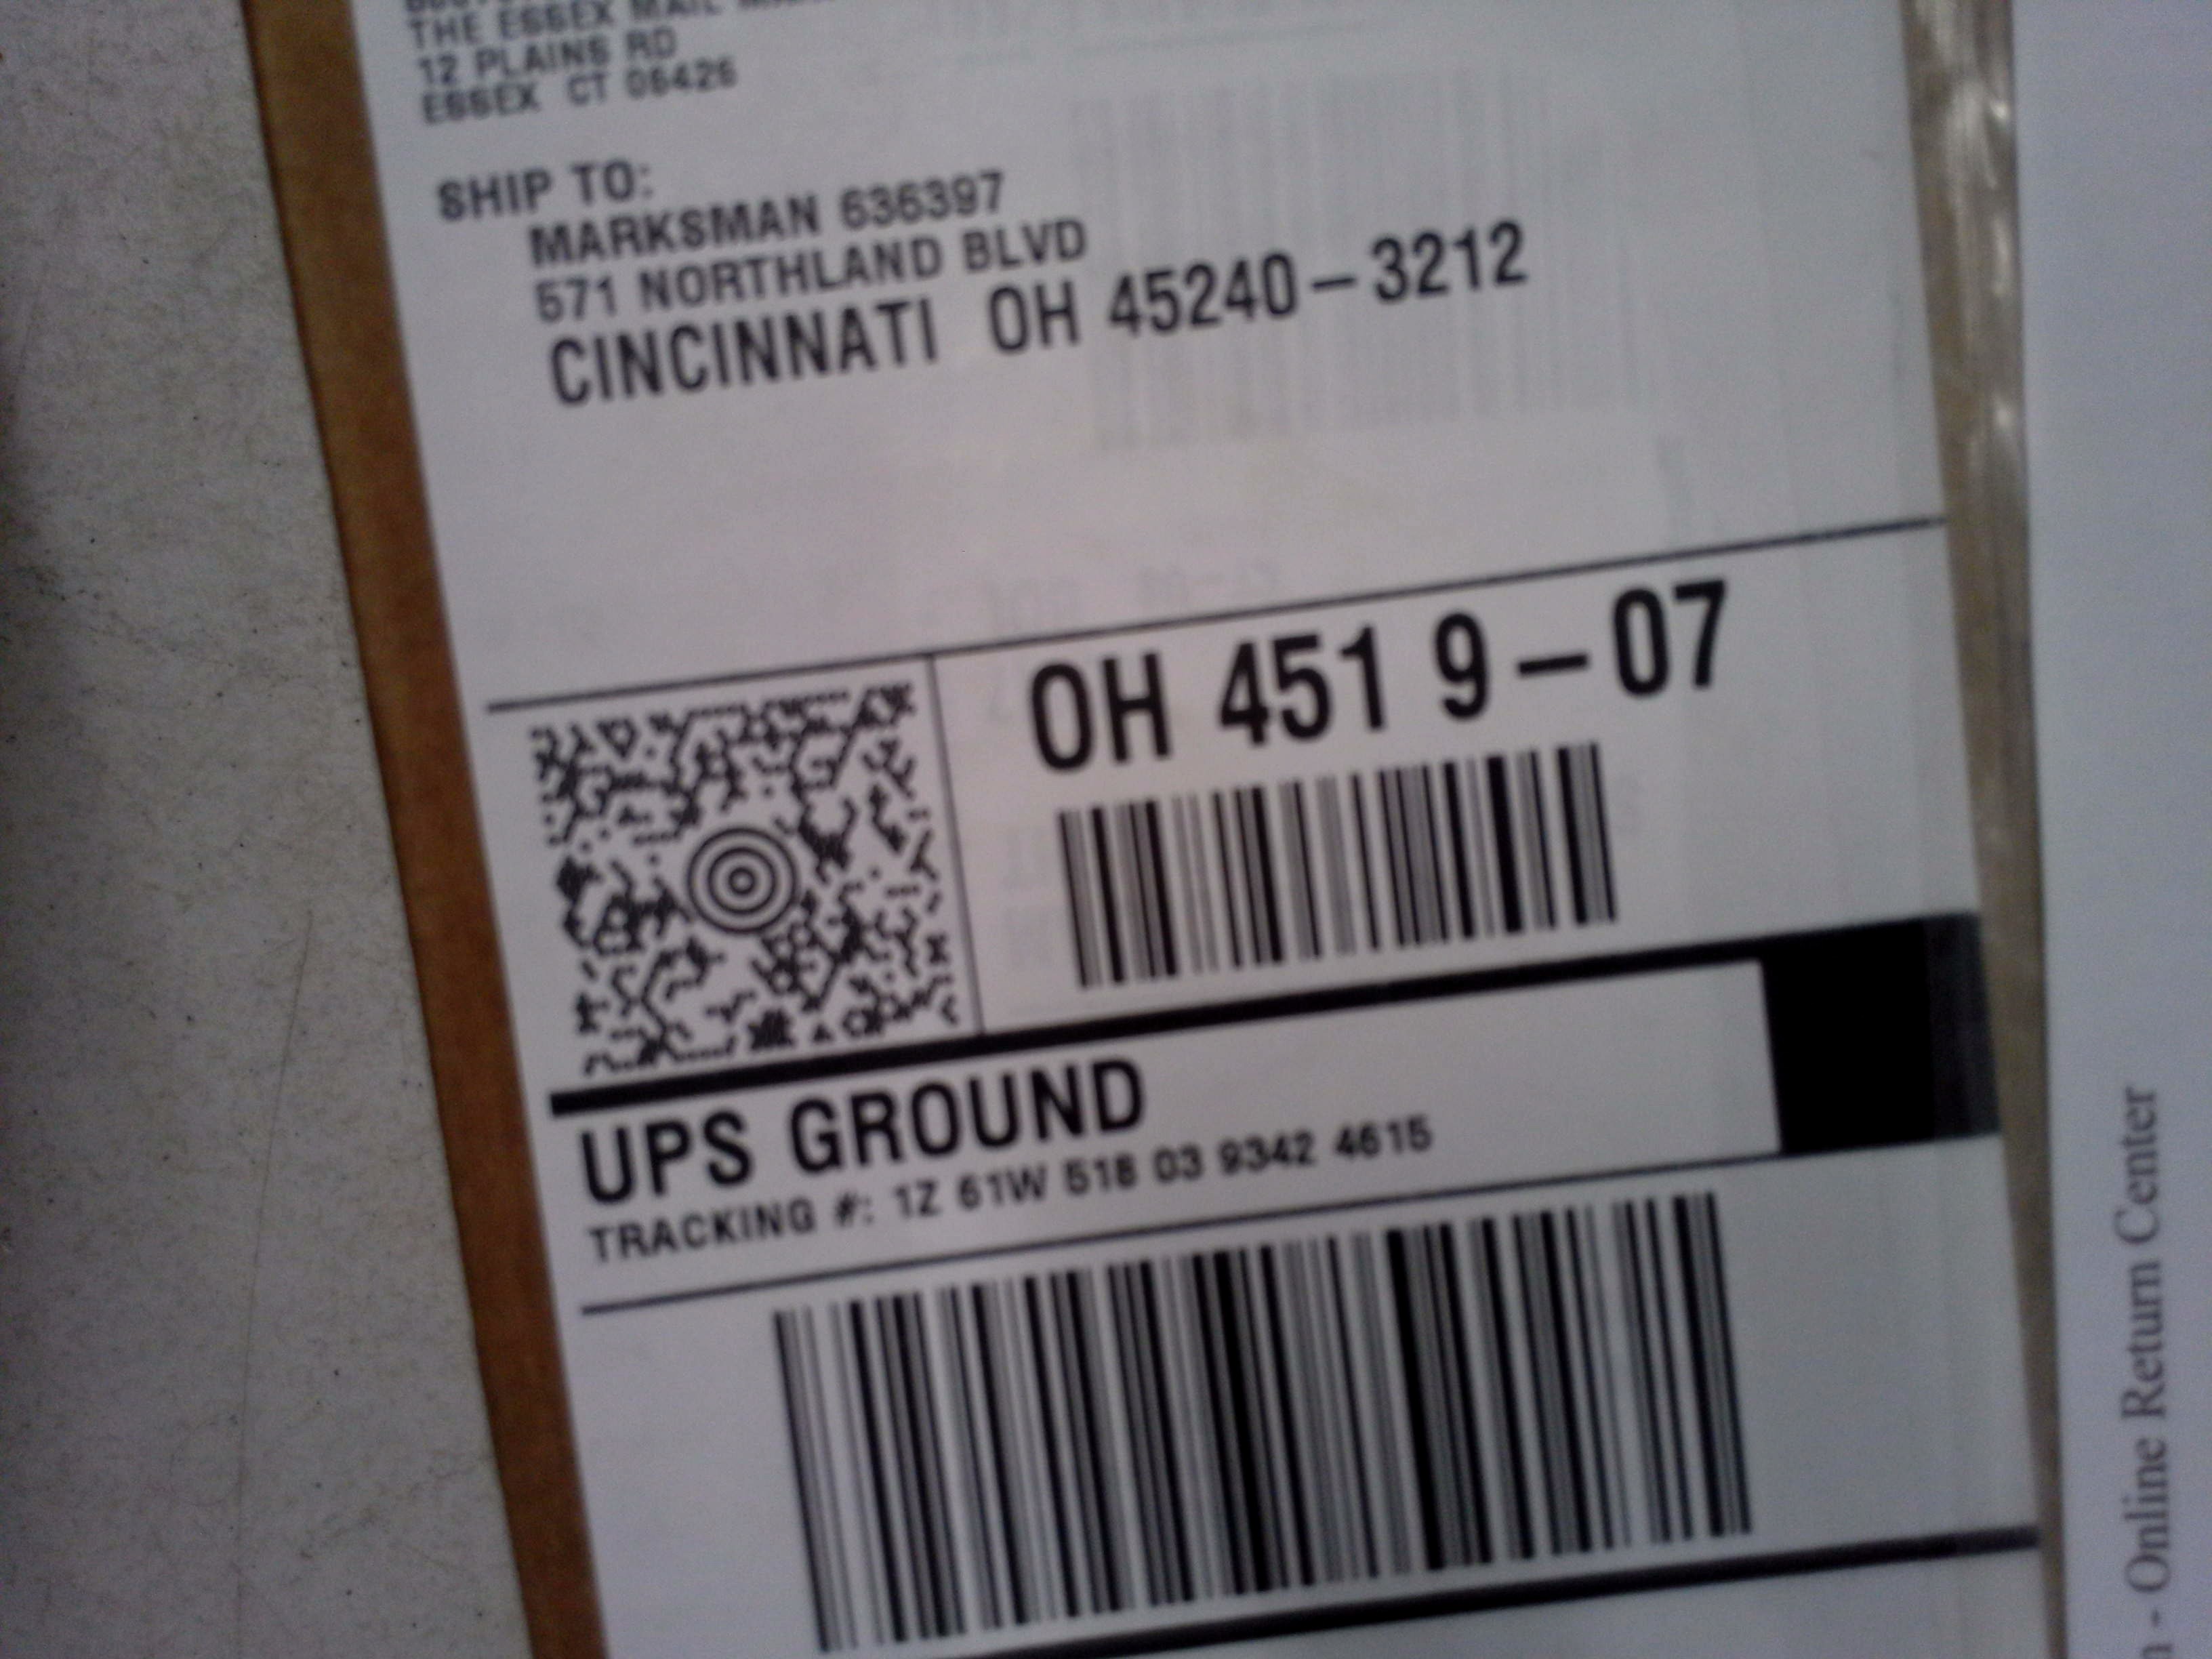 THE ESSEX MAIL
12 PLAINS RD
ESSEX CT 06426
SHIP TO:
MARKSMAN 636397
571 NORTHLAND BLVD
CINCINNATI OH 45240-3212
OH 451 9-07
UPS GROUND
TRACKING #: 1Z 61W 518 03 9342 4615
- Online Return Center